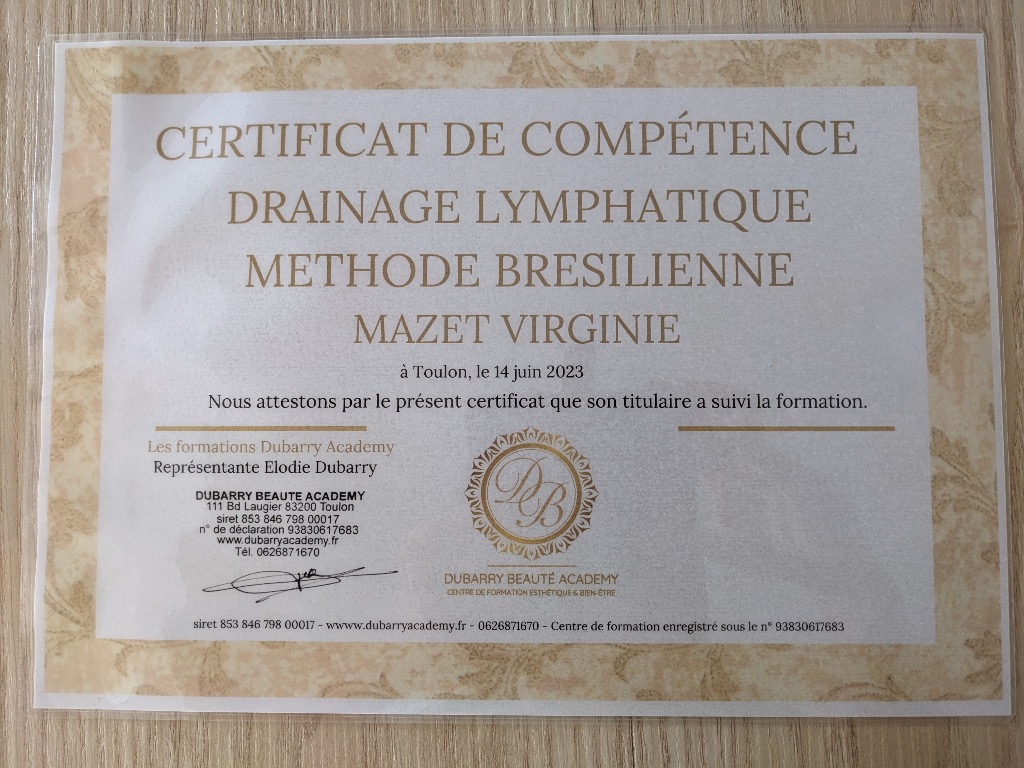 CERTIFICAT DE COMPÉTENCE
DRAINAGE LYMPHATIQUE
METHODE BRESILIENNE
MAZET VIRGINIE
à Toulon, le 14 juin 2023
Nous attestons par le présent certificat que son titulaire a suivi la formation.
Les formations Dubarry Academy
Représentante Elodie Dubarry
DUBARRY BEAUTE ACADEMY
111 Bd Laugier 83200 Toulon
siret 853 846 798 00017
n° de déclaration 93830617683
www.dubarryacademy.fr
Tél. 0626871670
DB
DUBARRY BEAUTÉ ACADEMY
CENTRE DE FORMATION ESTHÉTIQUE & BIEN-ÊTRE
siret 853 846 798 00017 - www.dubarryacademy.fr - 0626871670 - Centre de formation enregistré sous le n° 93830617683